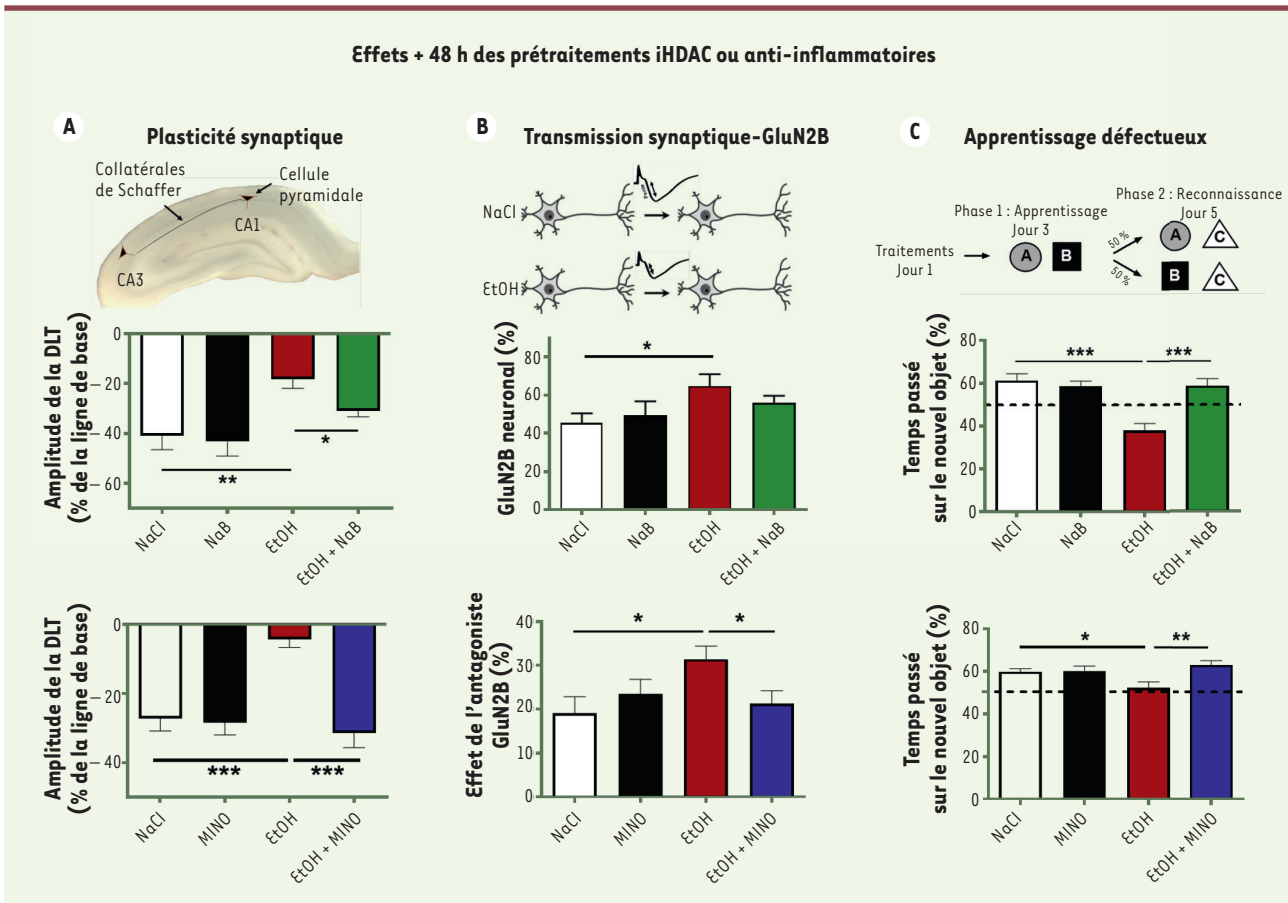 Effets + 48 h des prétraitements iHDAC ou anti-inflammatoires
A
Plasticité synaptique
Collatérales
de Schaffer
Cellule
pyramidale
CA1
CA3
Amplitude de la DLT
(% de la ligne de base)
0
– 20
– 40
– 60
**
*
NaCl
NaB
EtOH
EtOH + NaB
Amplitude de la DLT
(% de la ligne de base)
0
– 20
– 40
***
***
NaCl
MINO
EtOH
EtOH + MINO
B
Transmission synaptique-GluN2B
NaCl
EtOH
GluN2B neuronal (%)
80
60
40
20
0
*
NaCl
NaB
EtOH
EtOH + NaB
Effet de l'antagoniste
GluN2B (%)
40
30
20
10
0
*
*
NaCl
MINO
EtOH
EtOH + MINO
C
Apprentissage défectueux
Phase 1 : Apprentissage
Jour 3
Phase 2 : Reconnaissance
Jour 5
Traitements
Jour 1
A
B
50 %
50 %
A
C
B
C
Temps passé
sur le nouvel objet (%)
80
60
40
20
0
***
***
NaCl
NaB
EtOH
EtOH + NaB
Temps passé
sur le nouvel objet (%)
80
60
40
20
0
*
**
NaCl
MINO
EtOH
EtOH + MINO